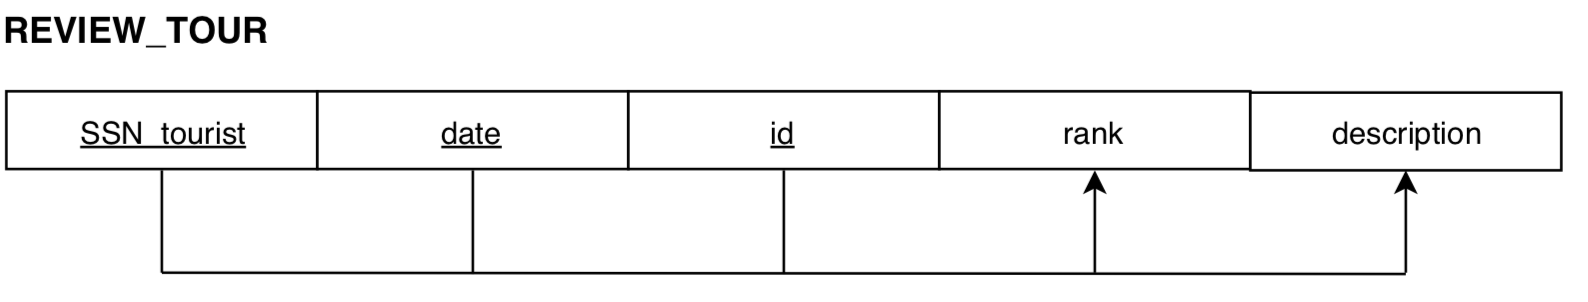 REVIEW_TOUR
SSN_tourist date id rank description